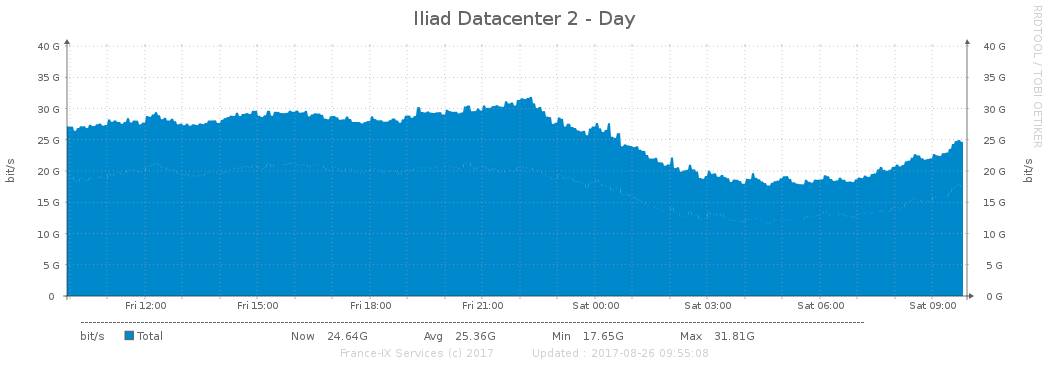 Iliad Datacenter 2 - Day
RRDTOOL / TOBI OETIKER
40 G 40 G
35 G 35 G
30 G 30 G
25 G 25 G
20 G 20 G
15 G 15 G
10 G 10 G
5 G 5 G
0 0 G
bit/s bit/s
Fri 12:00 Fri 15:00 Fri 18:00 Fri 21:00 Sat 00:00 Sat 03:00 Sat 06:00 Sat 09:00
bit/s Total Now 24.64G Avg 25.36G Min 17.65G Max 31.81G
France-IX Services (c) 2017 Updated : 2017-08-26 09:55:08